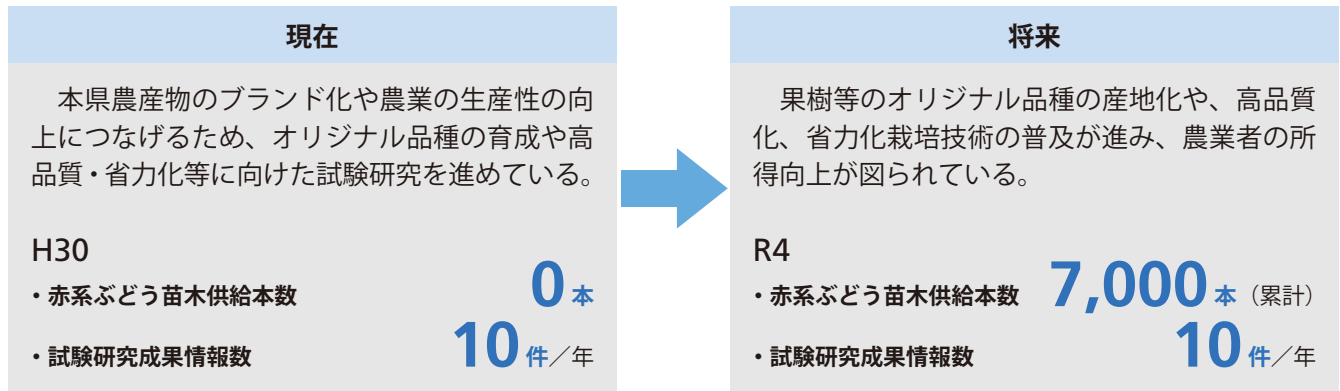 現在
本県農産物のブランド化や農業の生産性の向
上につなげるため、オリジナル品種の育成や高
品質・省力化等に向けた試験研究を進めている。
H30
・赤系ぶどう苗木供給本数 0本
・試験研究成果情報数 10件／年
将来
果樹等のオリジナル品種の産地化や、高品質
化、省力化栽培技術の普及が進み、農業者の所
得向上が図られている。
R4
・赤系ぶどう苗木供給本数 7,000本（累計）
・試験研究成果情報数 10件／年